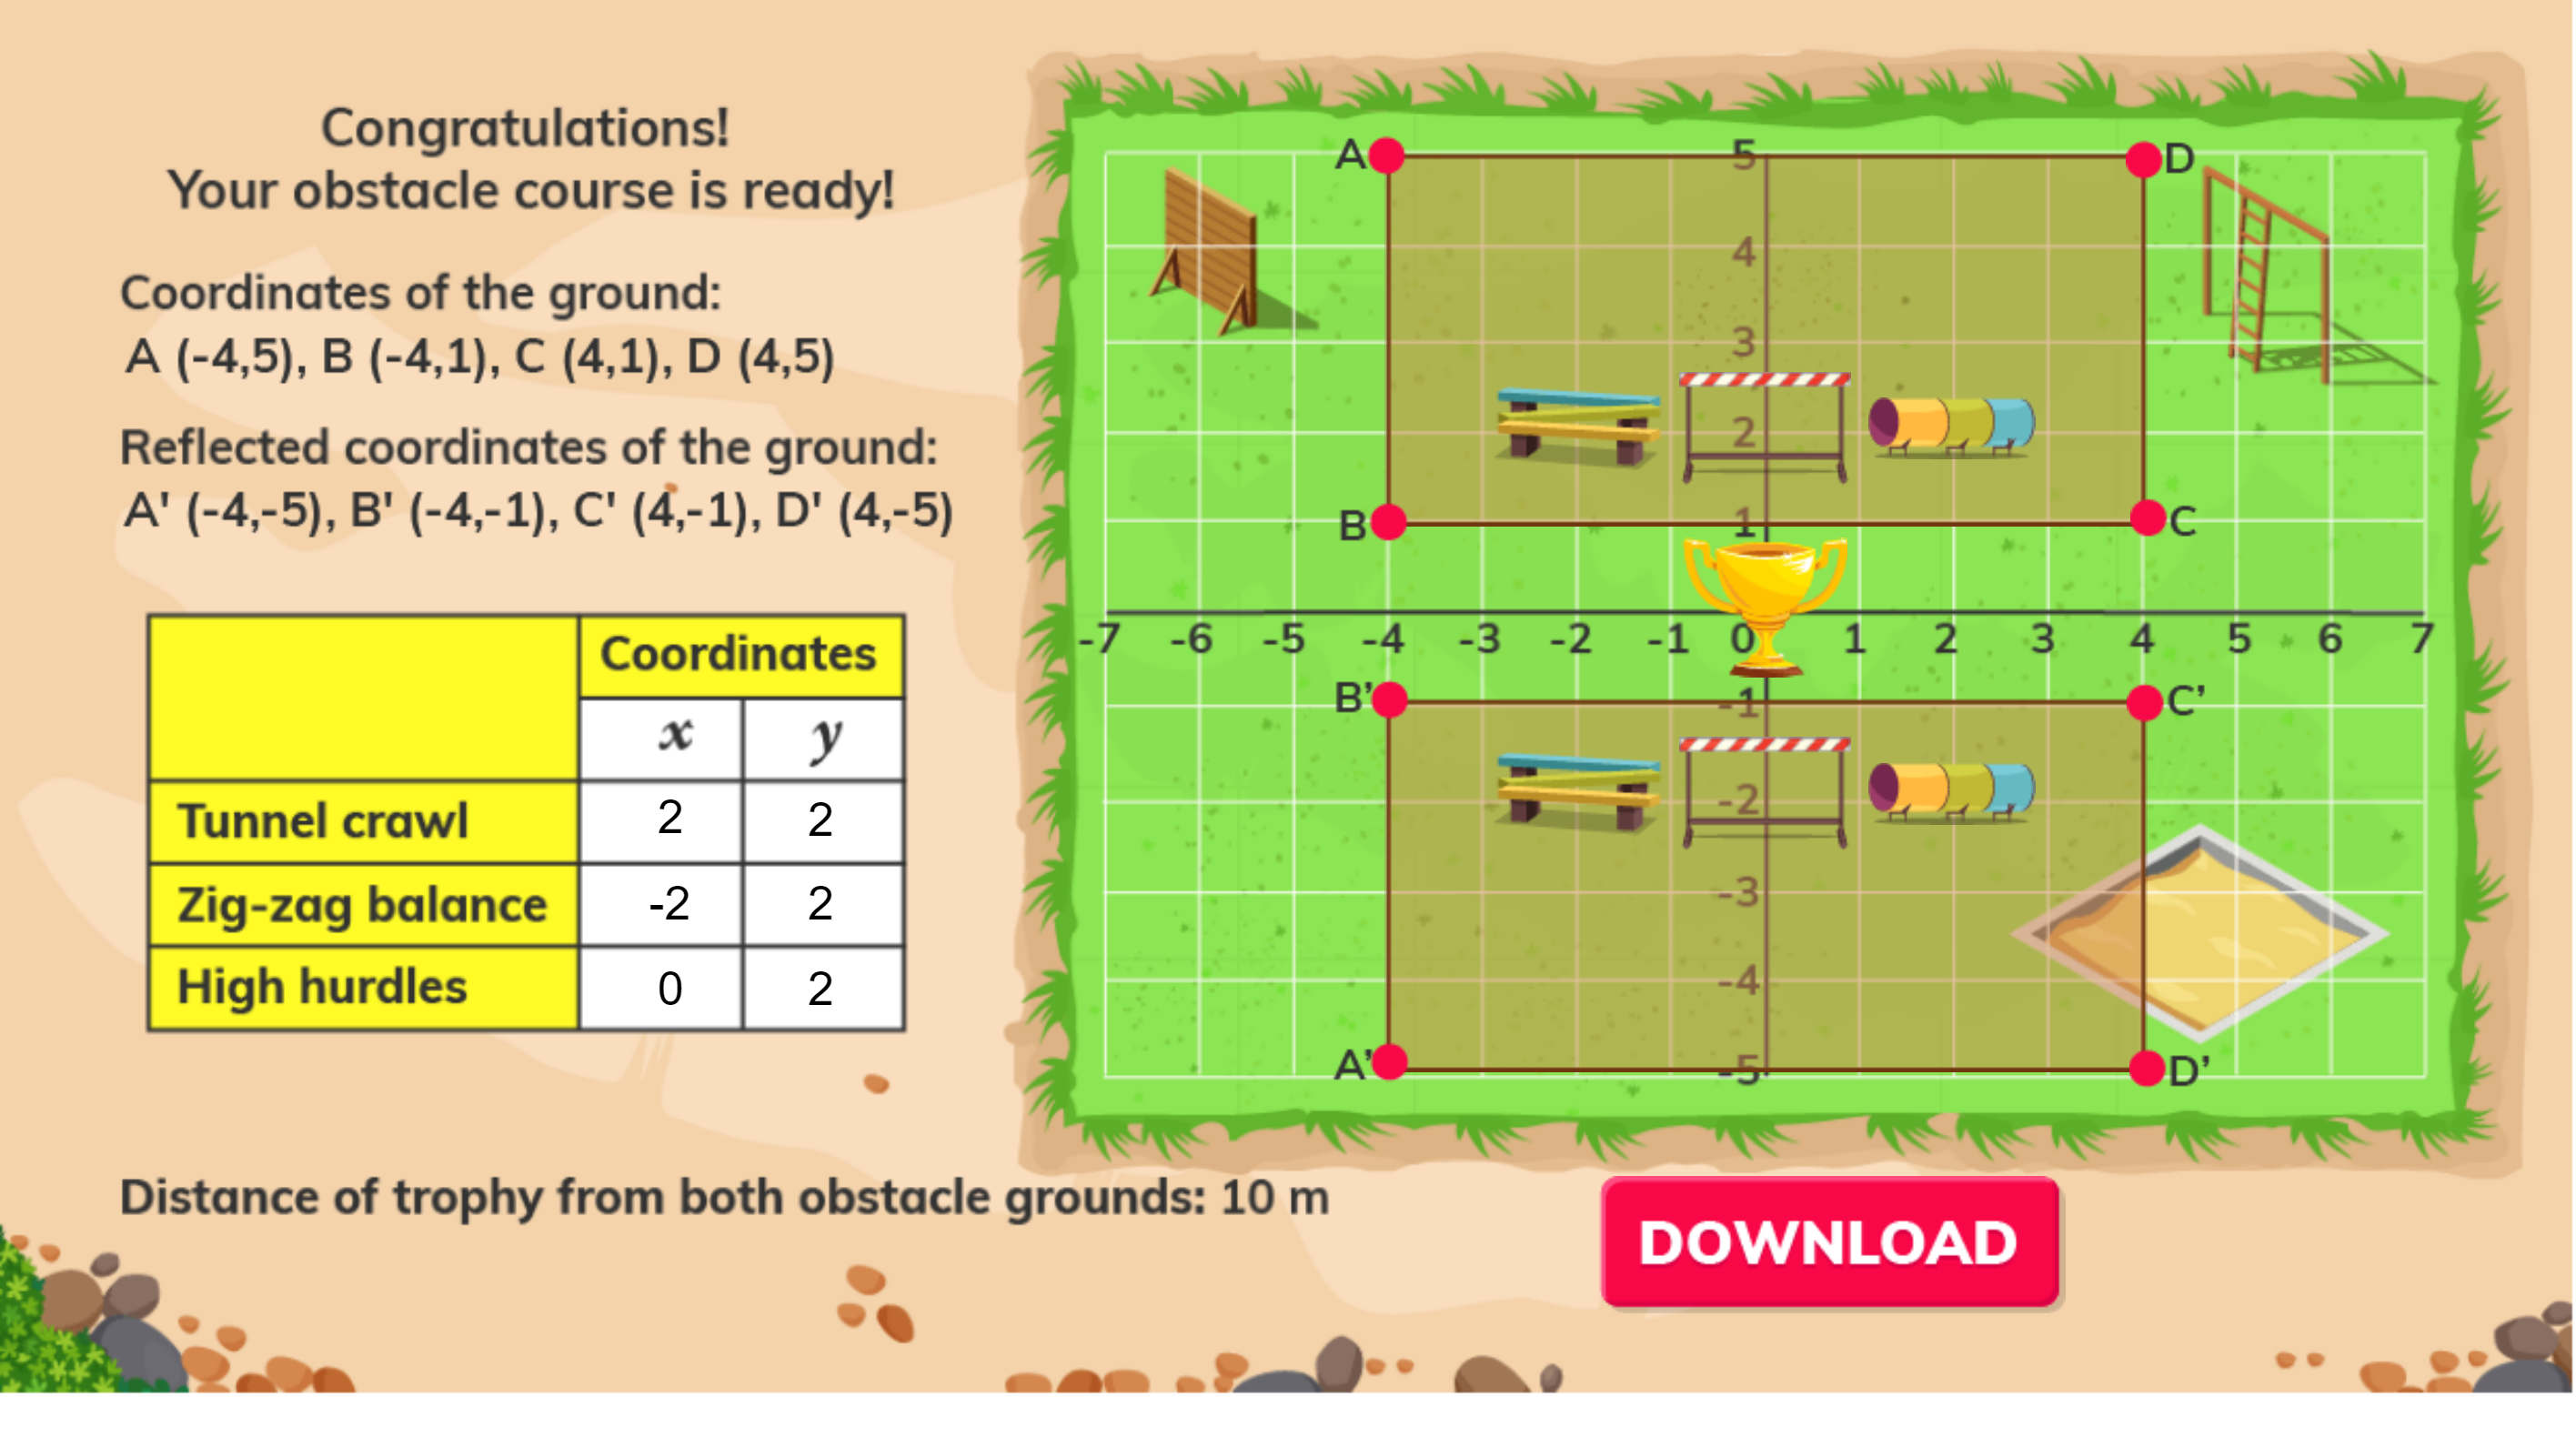 Congratulations!
Your obstacle course is ready!
Coordinates of the ground:
A (-4,5), B (-4,1), C (4,1), D (4,5)
Reflected coordinates of the ground:
A' (-4,-5), B' (-4,-1), C' (4,-1), D' (4,-5)
Coordinates
x y
Tunnel crawl 2 2
Zig-zag balance -2 2
High hurdles 0 2
Distance of trophy from both obstacle grounds: 10 m
A 5 D
4
3
2
B 1 C
-7 -6 -5 -4 -3 -2 -1 0 1 2 3 4 5 6 7
B’ -1 C’
-2
-3
-4
A’ -5 D’
DOWNLOAD